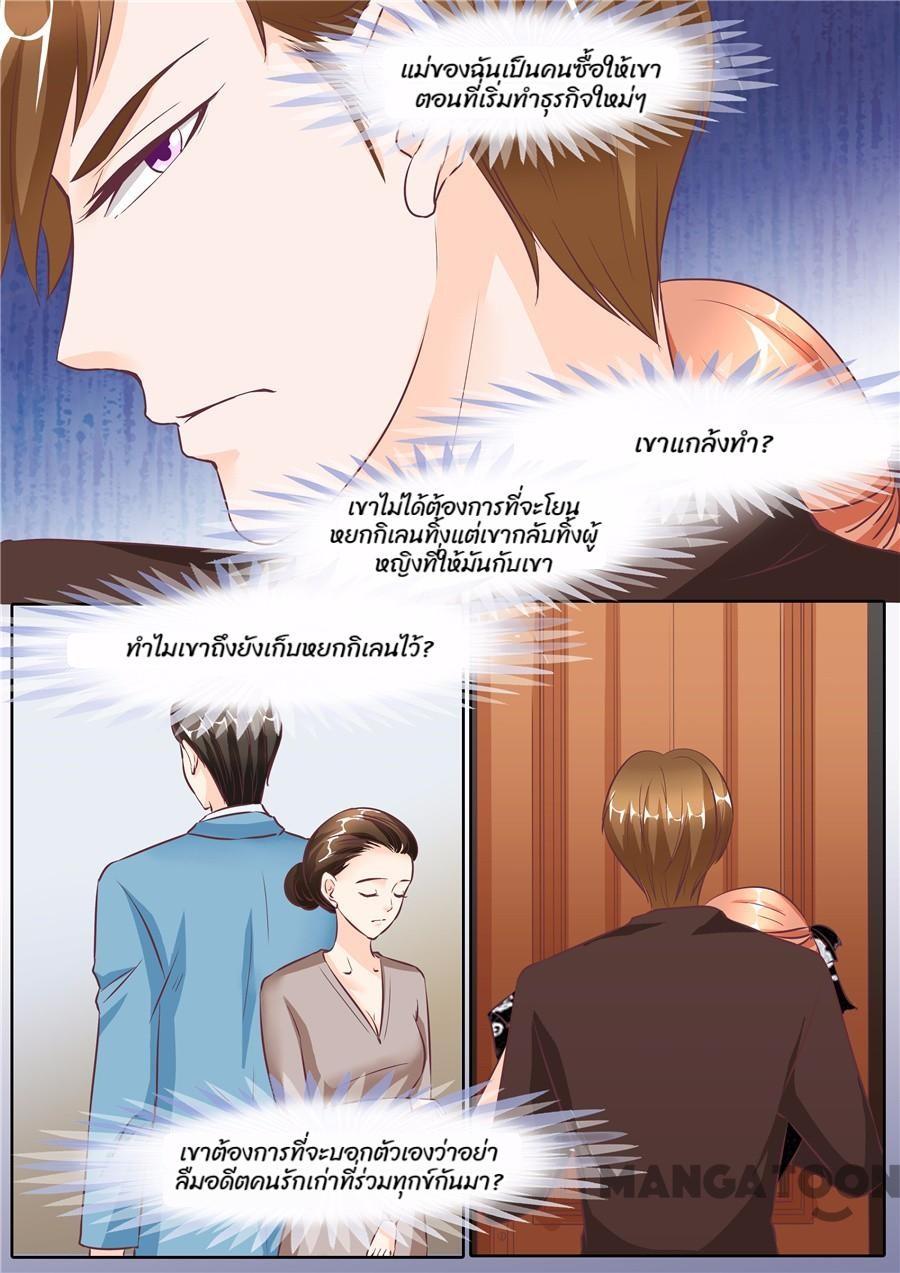 แม่ของฉันเป็นคนซื้อให้เขา
ตอนที่เริ่มทำธุรกิจใหม่ๆ
เขาแกล้งทำ?
เขาไม่ได้ต้องการที่จะโยน
หยกกิเลนทิ้งแต่เขากลับทิ้งผู้
หญิงที่ให้มันกับเขา
ทำไมเขาถึงยังเก็บหยกกิเลนไว้?
เขาต้องการที่จะบอกตัวเองว่าอย่า
ลืมอดีตคนรักเก่าที่ร่วมทุกข์กันมา?
MANGATOON